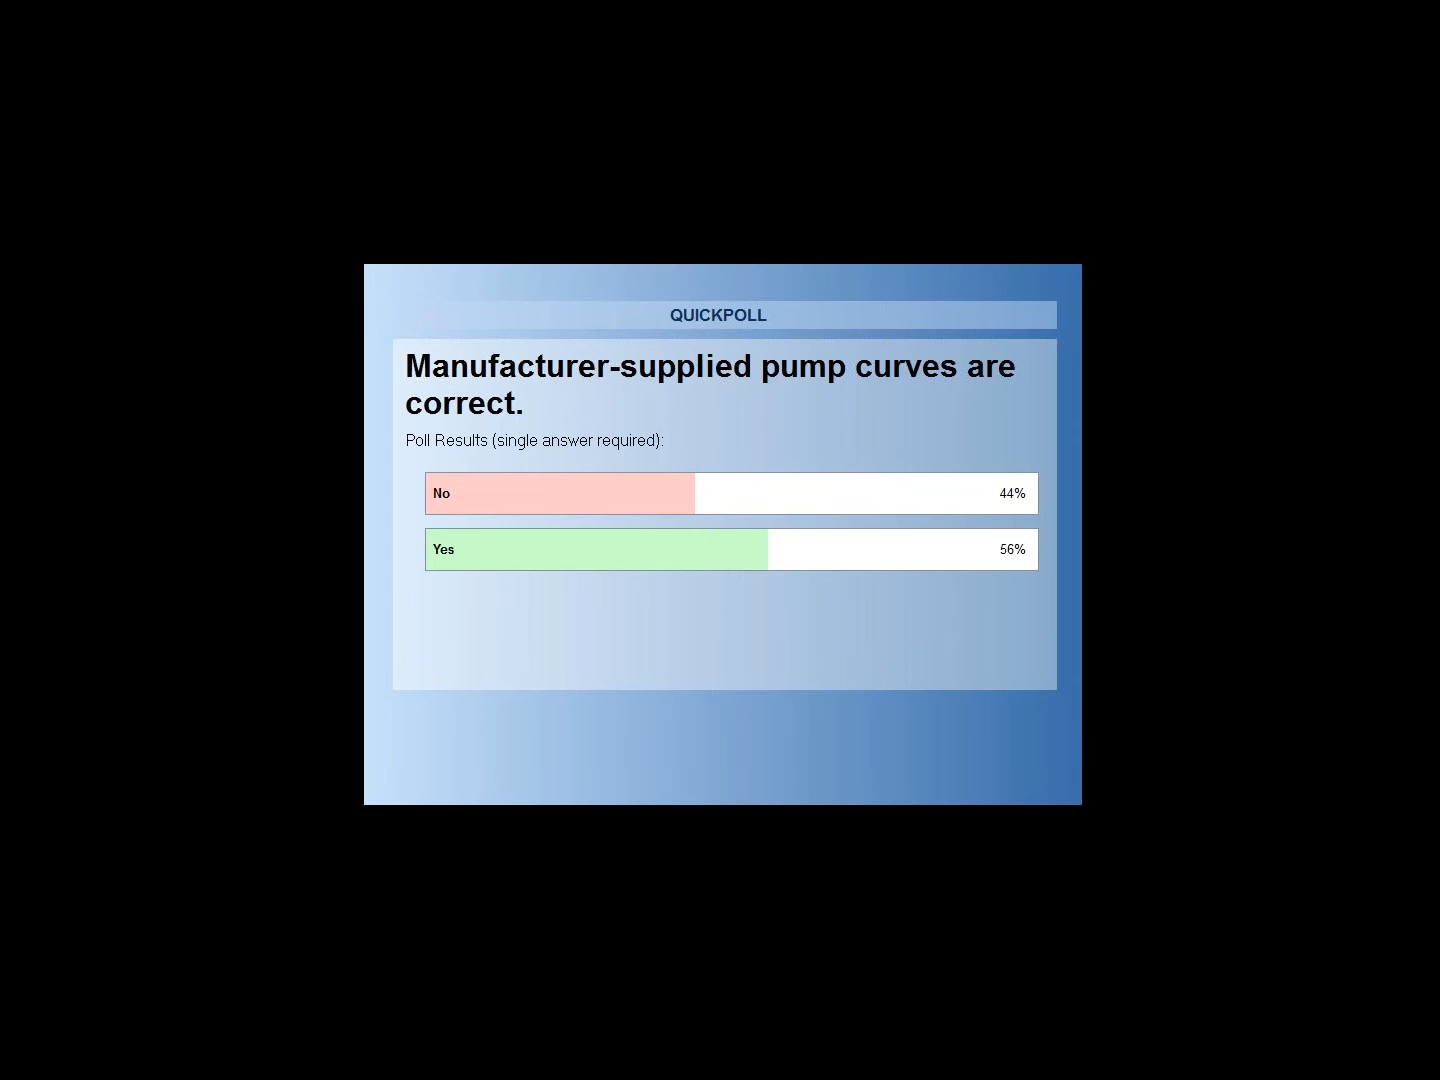 QUICKPOLL
Manufacturer-supplied pump curves are
correct.
Poll Results (single answer required):
No 44%
Yes 56%